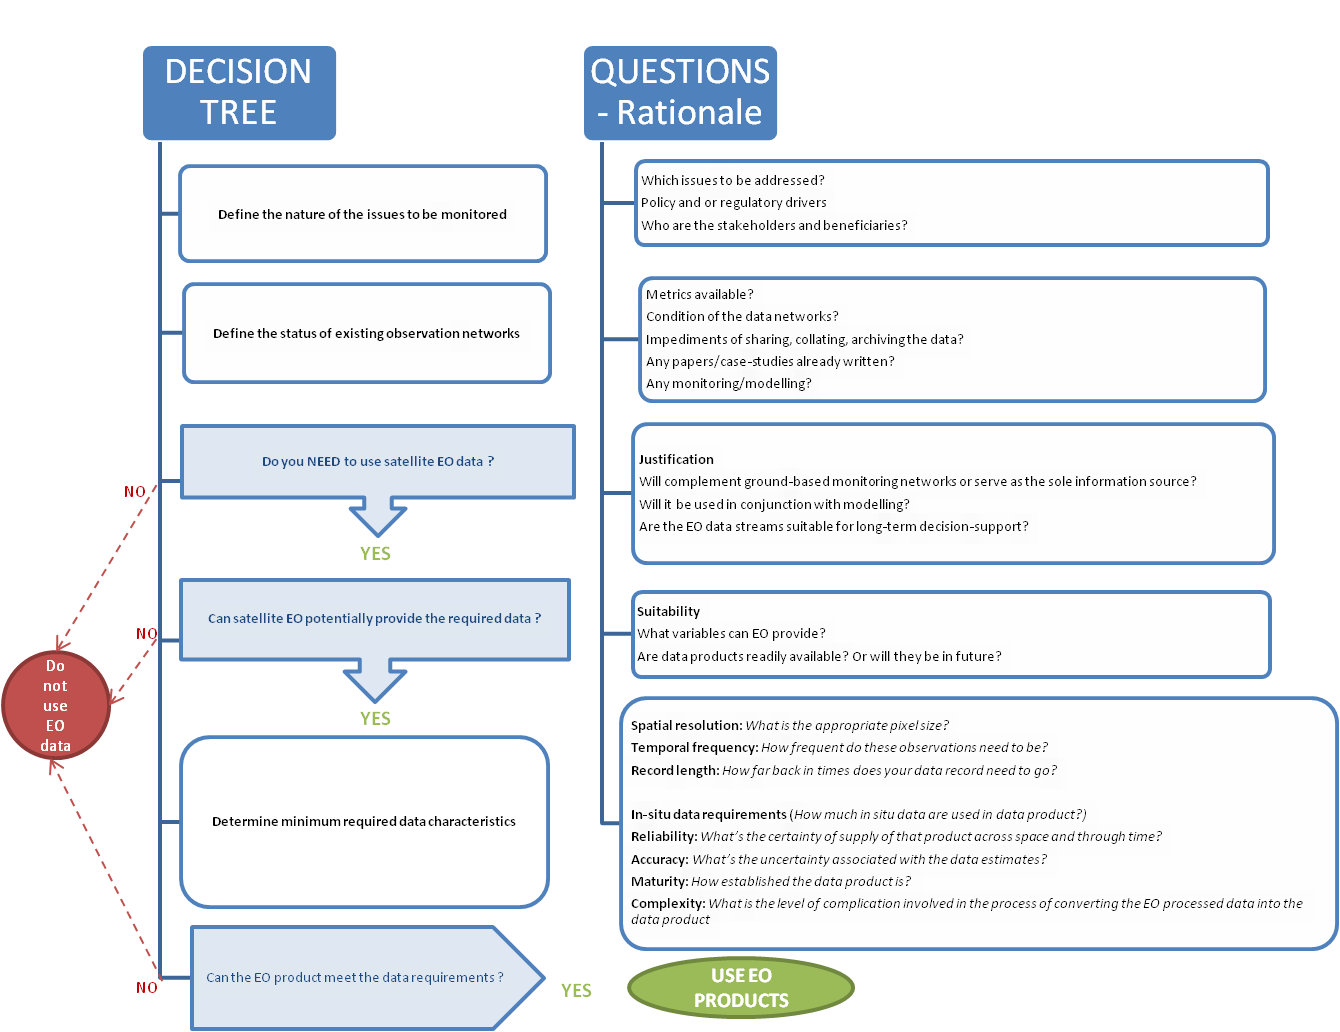 DECISION
TREE
Define the nature of the issues to be monitored
Define the status of existing observation networks
Do you NEED to use satellite EO data ?
NO
YES
Can satellite EO potentially provide the required data ?
NO
YES
Do
not
use
EO
data
Determine minimum required data characteristics
Can the EO product meet the data requirements ?
NO
YES
USE EO
PRODUCTS
QUESTIONS
- Rationale
Which issues to be addressed?
Policy and or regulatory drivers
Who are the stakeholders and beneficiaries?
Metrics available?
Condition of the data networks?
Impediments of sharing, collating, archiving the data?
Any papers/case-studies already written?
Any monitoring/modelling?
Justification
Will complement ground-based monitoring networks or serve as the sole information source?
Will it be used in conjunction with modelling?
Are the EO data streams suitable for long-term decision-support?
Suitability
What variables can EO provide?
Are data products readily available? Or will they be in future?
Spatial resolution: What is the appropriate pixel size?
Temporal frequency: How frequent do these observations need to be?
Record length: How far back in times does your data record need to go?
In-situ data requirements (How much in situ data are used in data product?)
Reliability: What's the certainty of supply of that product across space and through time?
Accuracy: What's the uncertainty associated with the data estimates?
Maturity: How established the data product is?
Complexity: What is the level of complication involved in the process of converting the EO processed data into the
data product